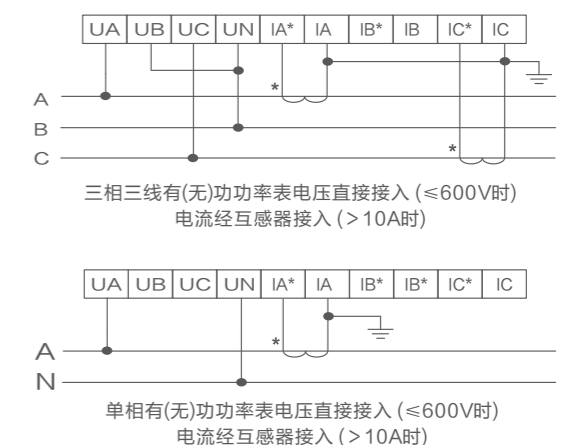 UA UB UC UN IA* IA IB* IB IC* IC
*
A
B
*
C
三相三线有(无)功功率表电压直接接入 (≤600V时)
电流经互感器接入 (>10A时)
UA UB UC UN IA* IA IB* IB* IC* IC
*
A
N
单相有(无)功功率表电压直接接入 (≤600V时)
电流经互感器接入 (>10A时)